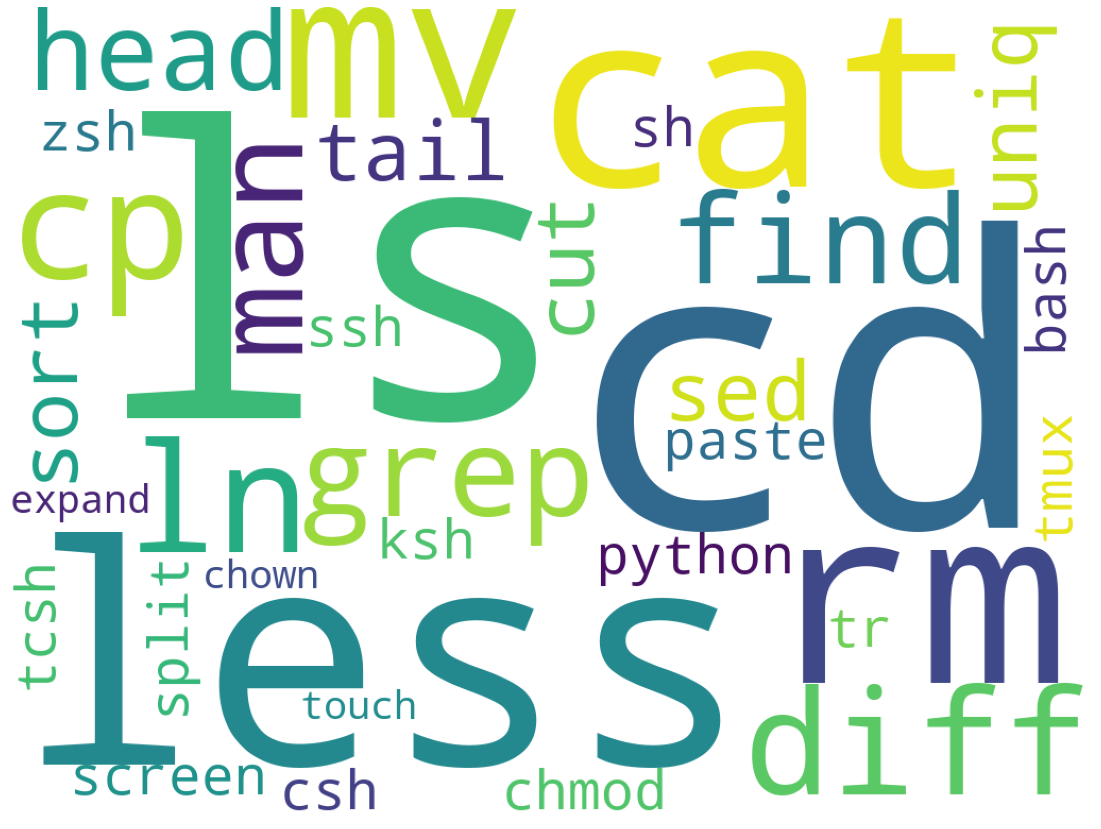 head
mv
cat
uniq
zsh
ls
man
tail
sh
cp
cut
find
bash
sort
ssh
cd
sed
paste
tmux
expand
ln
grep
ksh
python
rm
tcsh
split
chown
less
tr
touch
diff
screen
csh
chmod